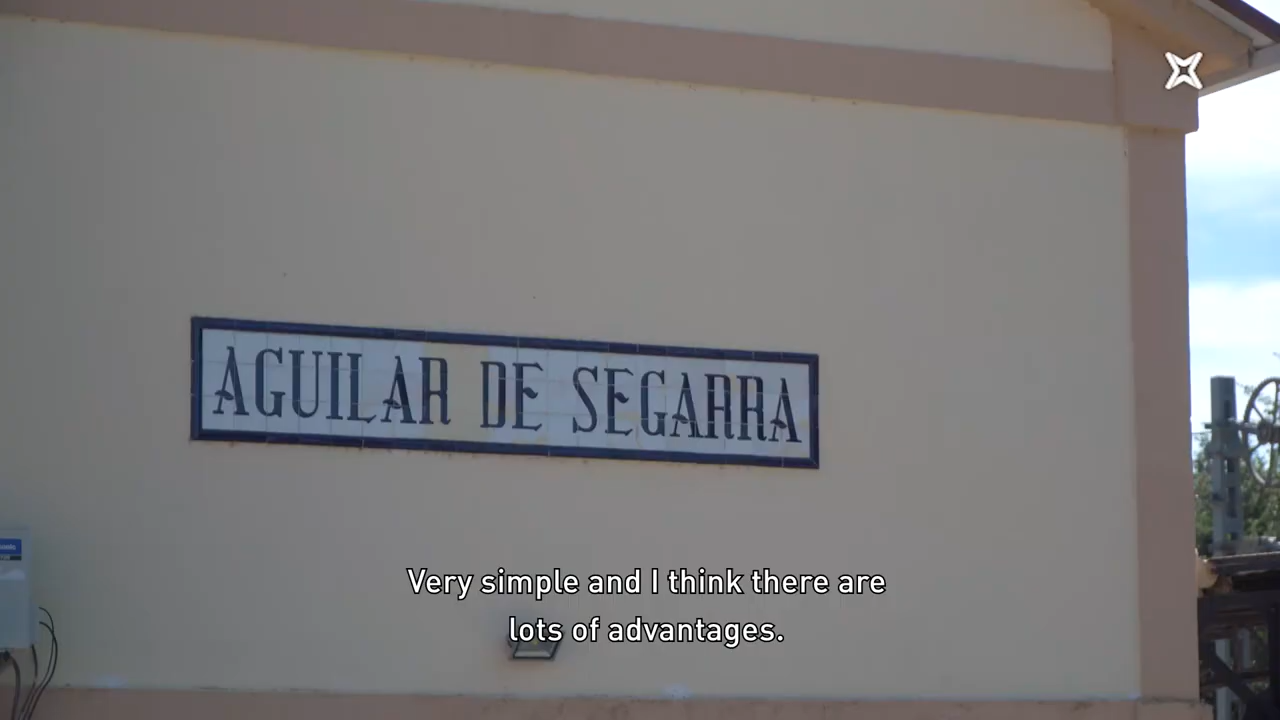 AGUILAR DE SEGARRA
Very simple and I think there are
lots of advantages.